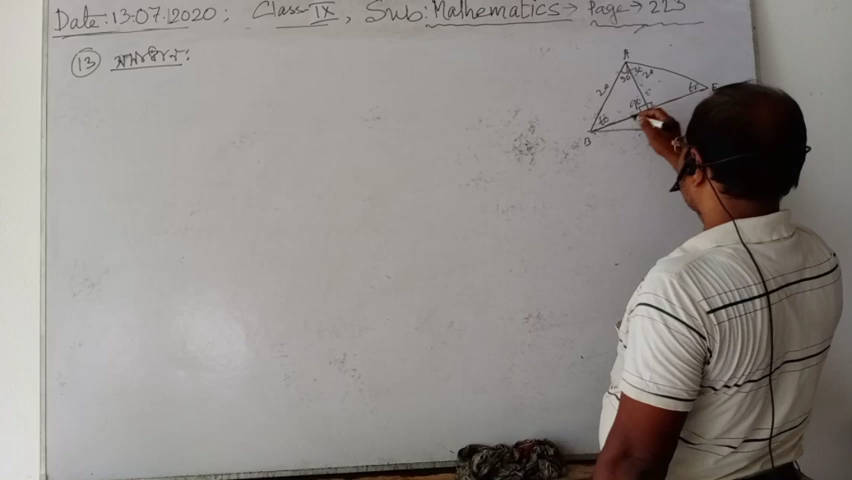 Date: 13.07.2020; Class-IX, Sub: Mathematics → Page → 223
13 সমাধান:
A
B